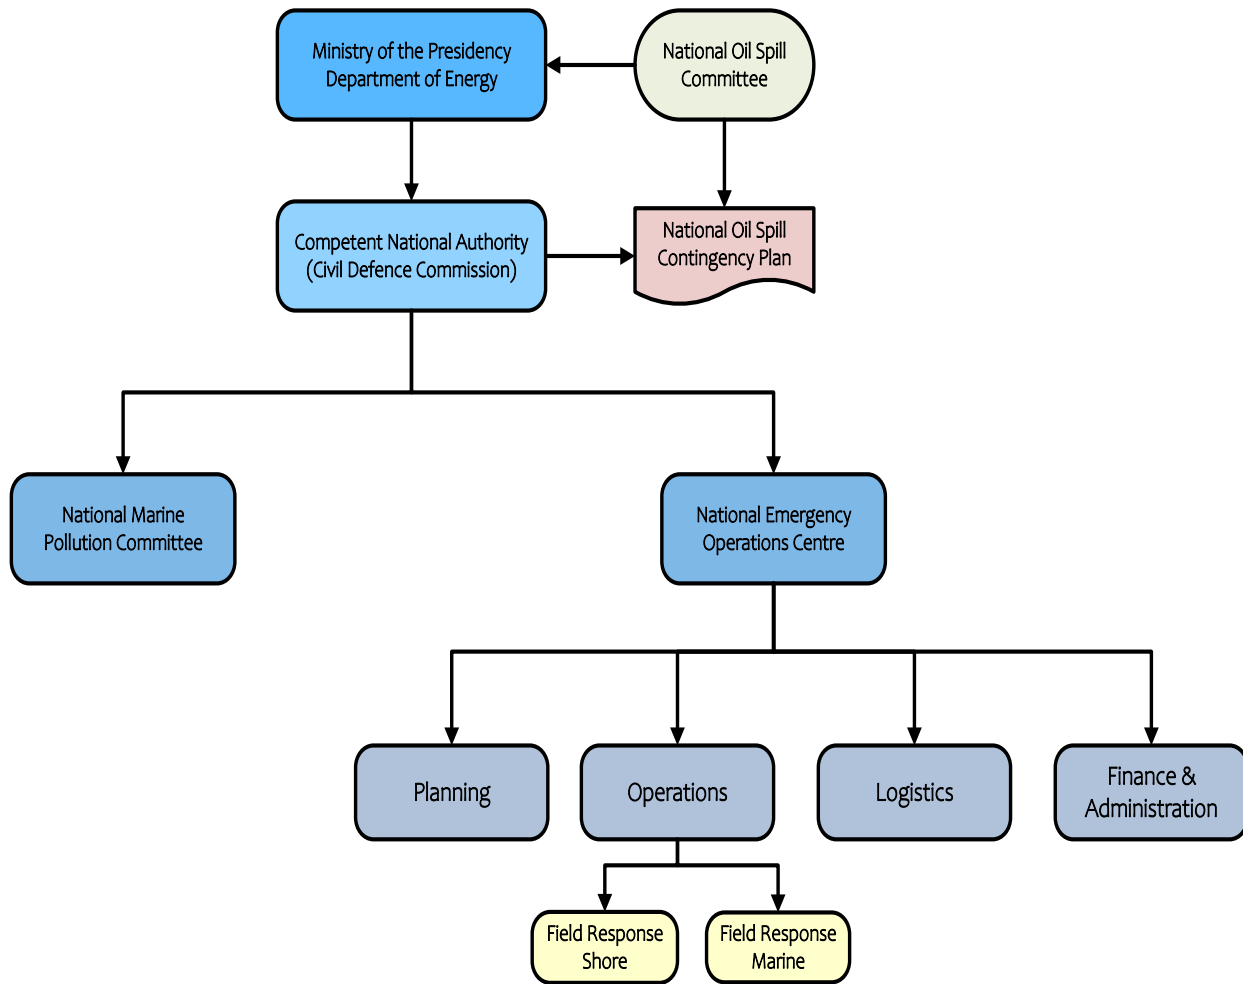 Ministry of the Presidency
Department of Energy
National Oil Spill
Committee
Competent National Authority
(Civil Defence Commission)
National Oil Spill
Contingency Plan
National Marine
Pollution Committee
National Emergency
Operations Centre
Planning
Operations
Logistics
Finance &
Administration
Field Response
Shore
Field Response
Marine